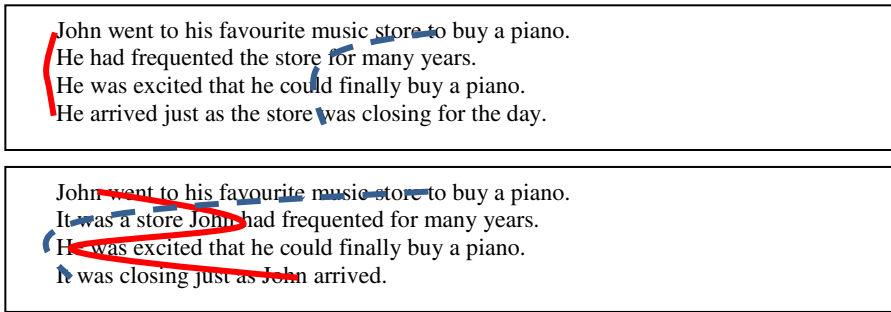 John went to his favourite music store to buy a piano.
He had frequented the store for many years.
He was excited that he could finally buy a piano.
He arrived just as the store was closing for the day.
John went to his favourite music store to buy a piano.
It was a store John had frequented for many years.
He was excited that he could finally buy a piano.
It was closing just as John arrived.